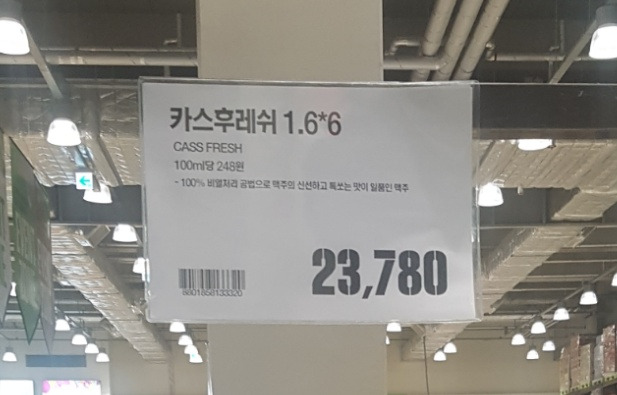 카스후레쉬 1.6*6
CASS FRESH
100ml당 248원
- 100% 비열처리 공법으로 맥주의 신선하고 톡쏘는 맛이 일품인 맥주
23,780
8801858133320